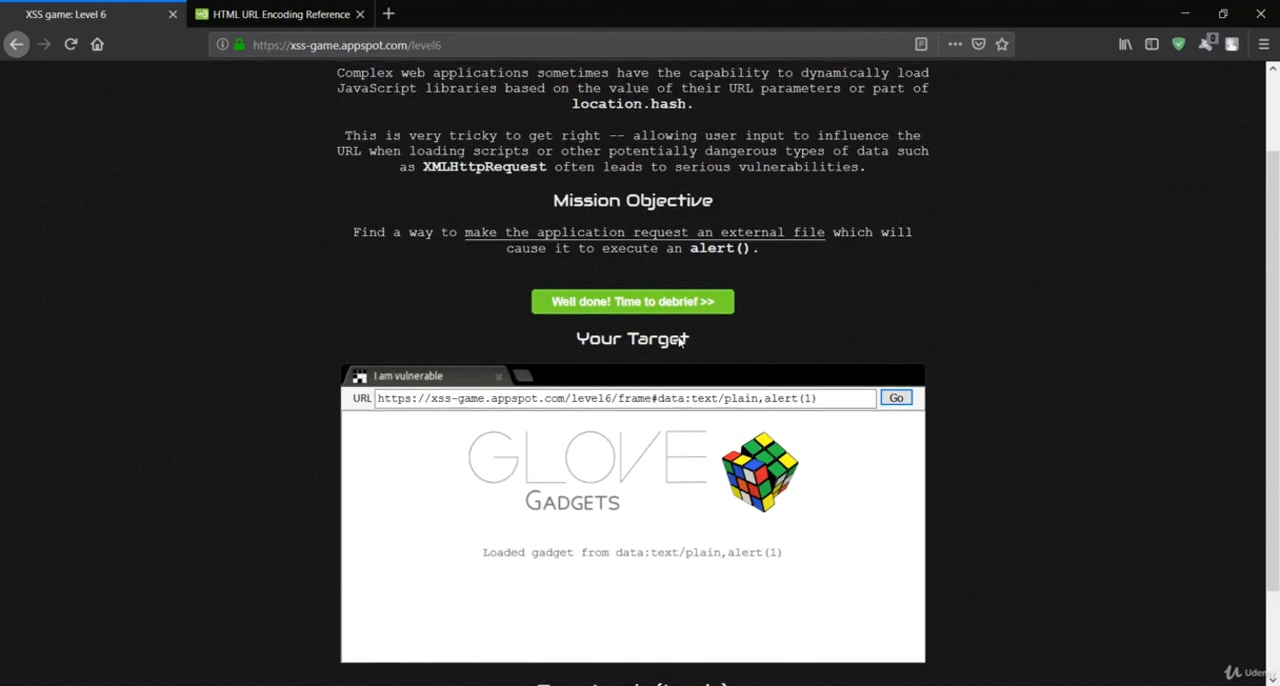 XSS game: Level 6
HTML URL Encoding Reference
https://xss-game.appspot.com/level6
Complex web applications sometimes have the capability to dynamically load
JavaScript libraries based on the value of their URL parameters or part of
location.hash.
This is very tricky to get right -- allowing user input to influence the
URL when loading scripts or other potentially dangerous types of data such
as XMLHttpRequest often leads to serious vulnerabilities.
Mission Objective
Find a way to make the application request an external file which will
cause it to execute an alert().
Well done! Time to debrief >>
Your Target
I am vulnerable
URL https://xss-game.appspot.com/level6/frame#data:text/plain,alert(1) Go
GLOVE
GADGETS
Loaded gadget from data:text/plain,alert(1)